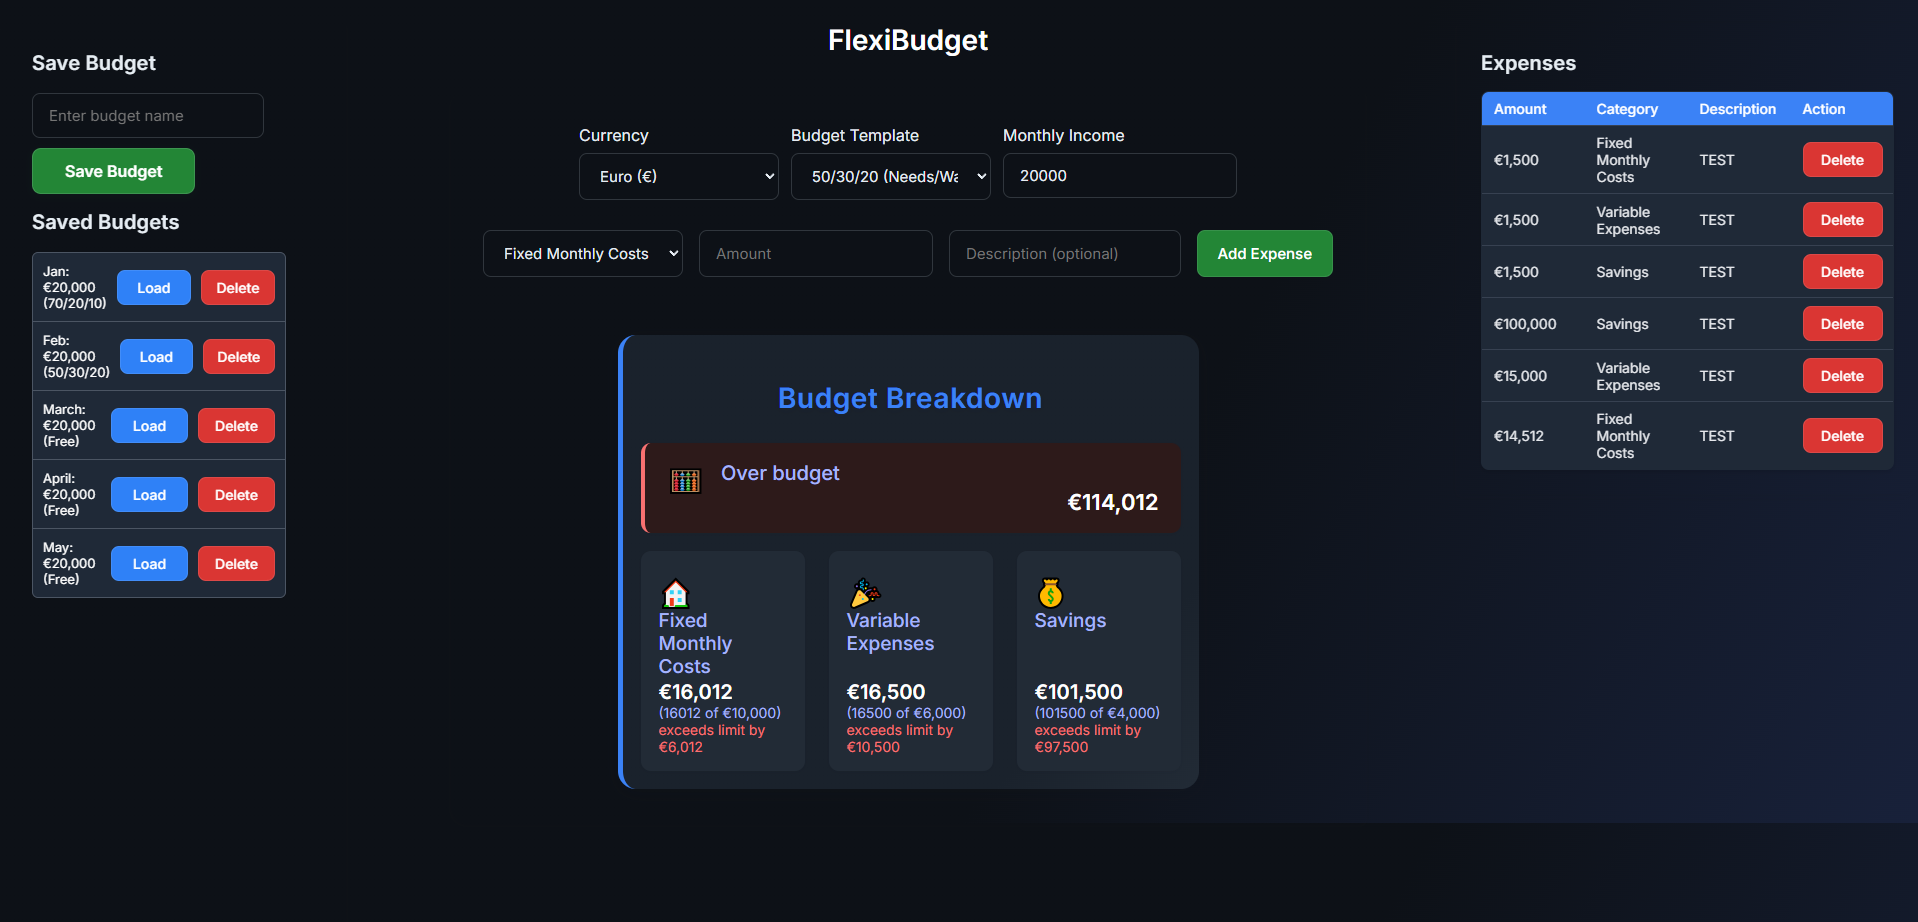 FlexiBudget
Save Budget
Enter budget name
Save Budget
Saved Budgets
Jan:
€20,000
(70/20/10)
Load
Delete
Feb:
€20,000
(50/30/20)
Load
Delete
March:
€20,000
(Free)
Load
Delete
April:
€20,000
(Free)
Load
Delete
May:
€20,000
(Free)
Load
Delete
Currency
Budget Template
Monthly Income
Euro (€)
50/30/20 (Needs/Wa
20000
Fixed Monthly Costs
Amount
Description (optional)
Add Expense
Budget Breakdown
Over budget
€114,012
Fixed
Monthly
Costs
€16,012
(16012 of €10,000)
exceeds limit by
€6,012
Variable
Expenses
€16,500
(16500 of €6,000)
exceeds limit by
€10,500
Savings
€101,500
(101500 of €4,000)
exceeds limit by
€97,500
Expenses
Amount Category Description Action
€1,500
Fixed
Monthly
Costs
TEST
Delete
€1,500
Variable
Expenses
TEST
Delete
€1,500
Savings
TEST
Delete
€100,000
Savings
TEST
Delete
€15,000
Variable
Expenses
TEST
Delete
€14,512
Fixed
Monthly
Costs
TEST
Delete